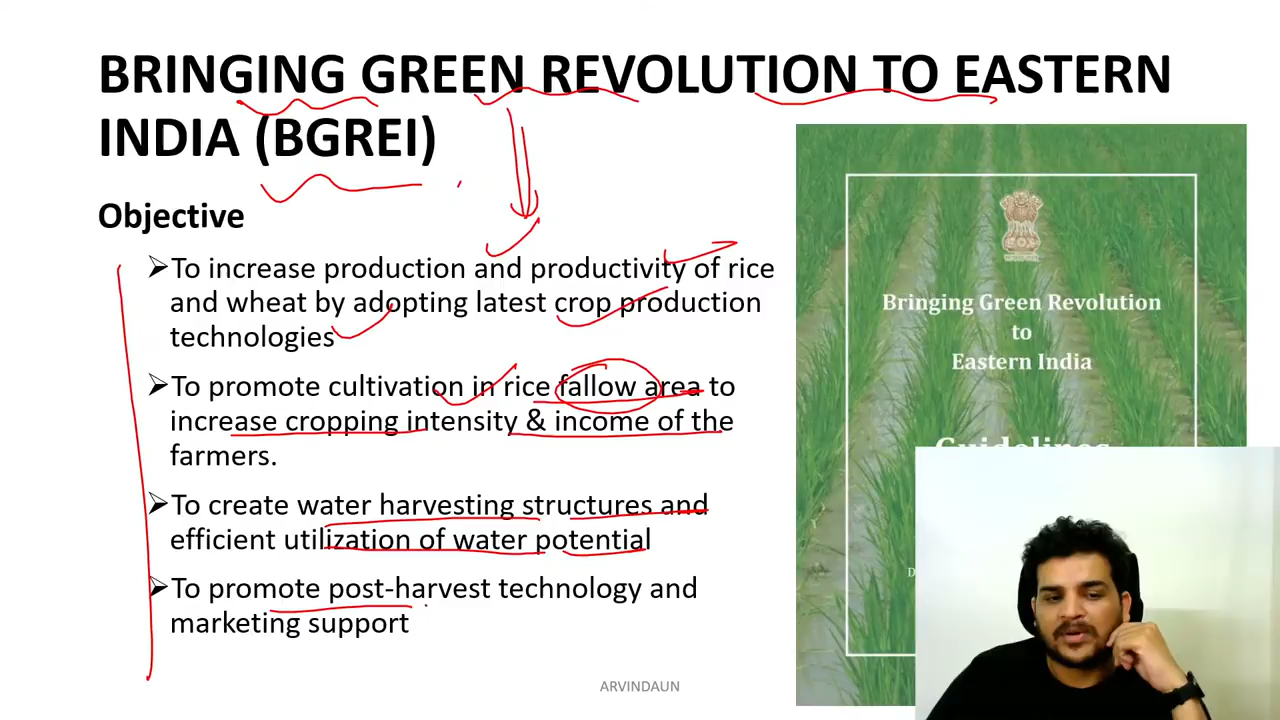 BRINGING GREEN REVOLUTION TO EASTERN
INDIA (BGREI)
Objective
➢To increase production and productivity of rice
and wheat by adopting latest crop production
technologies
➢To promote cultivation in rice fallow area to
increase cropping intensity & income of the
farmers.
➢To create water harvesting structures and
efficient utilization of water potential
➢To promote post-harvest technology and
marketing support
Bringing Green Revolution
to
Eastern India
Guidelines
ARVINDAUN